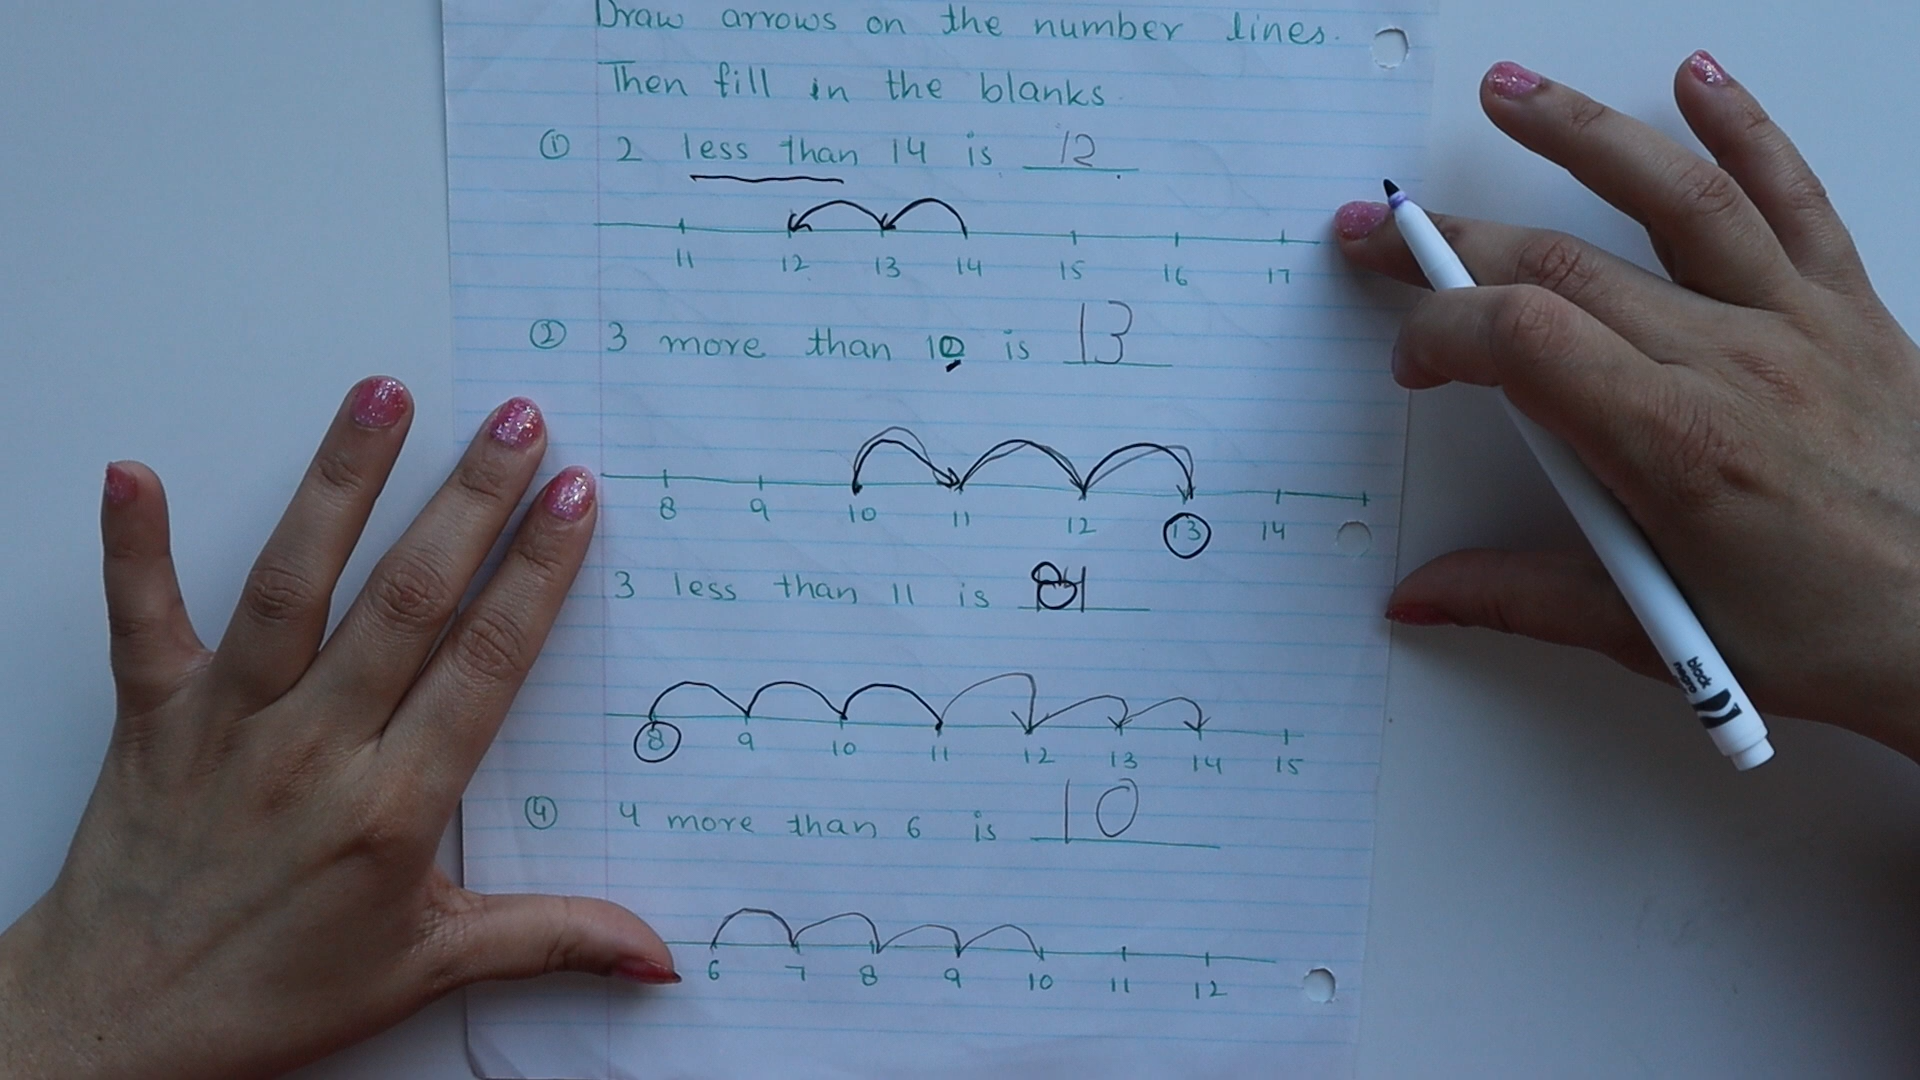 Draw arrows on the number lines.
Then fill in the blanks.
① 2 less than 14 is 12
11 12 13 14 15 16 17
② 3 more than 10 is 13
8 9 10 11 12 13 14
3 less than 11 is 8
8 9 10 11 12 13 14 15
④ 4 more than 6 is 10
6 7 8 9 10 11 12
black
negro